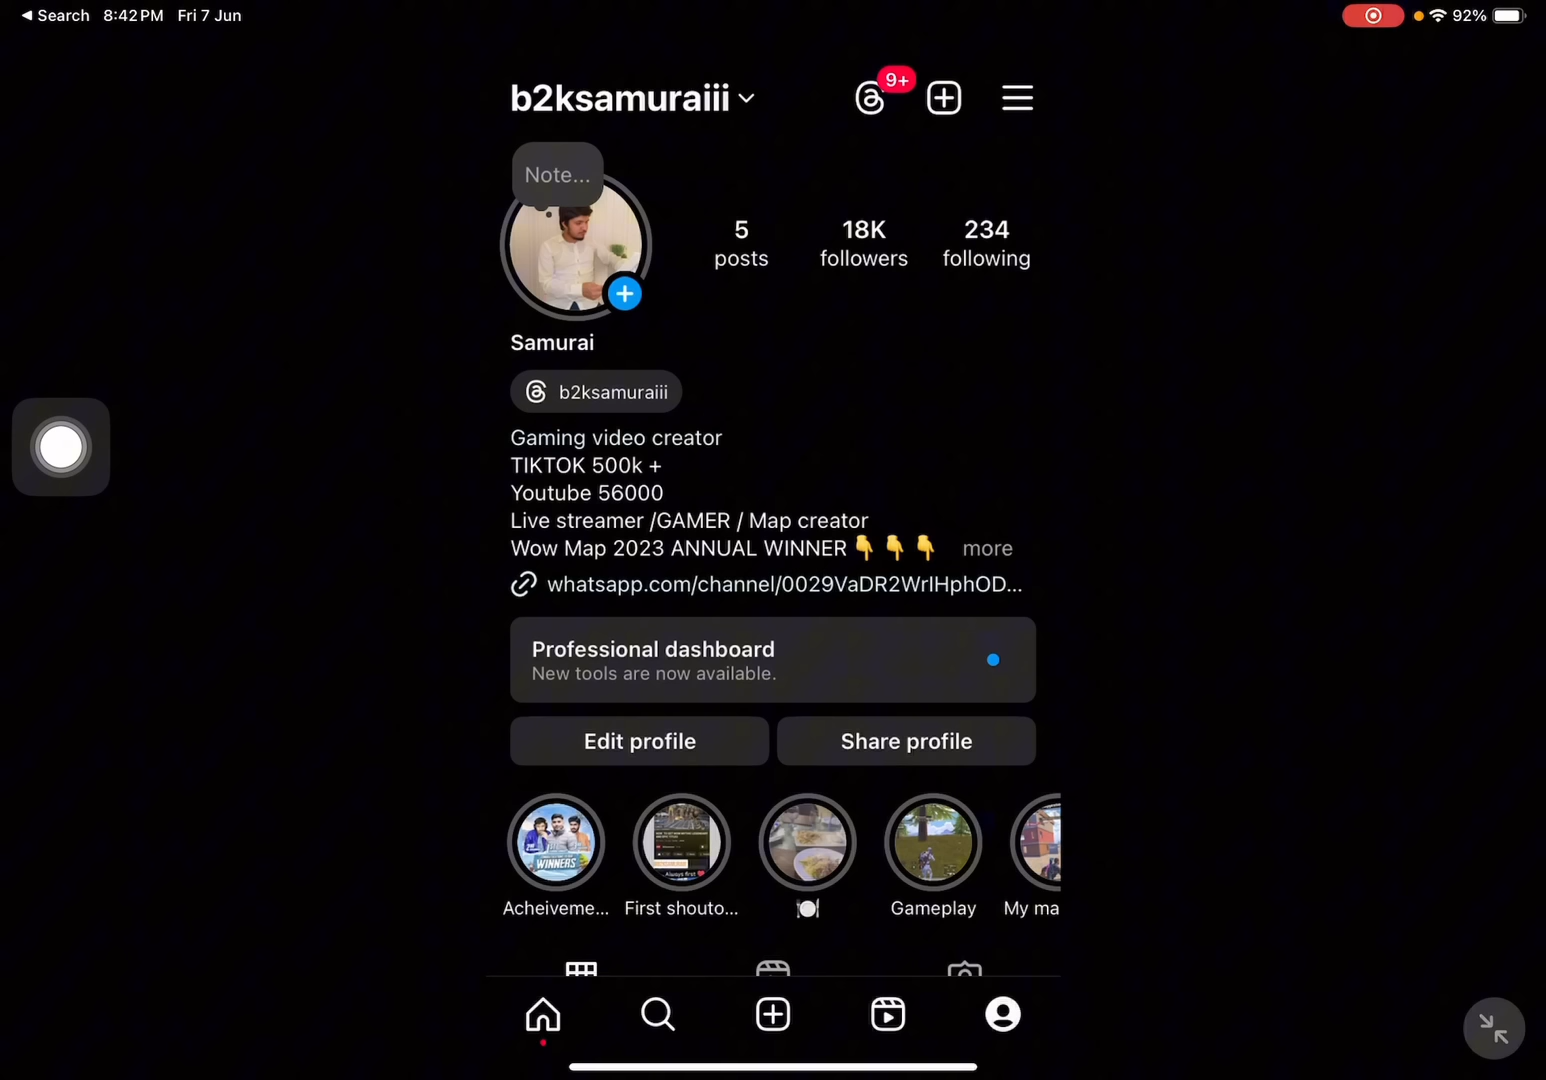 Search 8:42 PM Fri 7 Jun 92%
b2ksamuraiii
9+
Note...
5 posts
18K followers
234 following
Samurai
b2ksamuraiii
Gaming video creator
TIKTOK 500k +
Youtube 56000
Live streamer /GAMER / Map creator
Wow Map 2023 ANNUAL WINNER 👇 👇 👇 more
whatsapp.com/channel/0029VaDR2WrIHphOD...
Professional dashboard
New tools are now available.
Edit profile Share profile
WINNERS
Always first
Acheiveme... First shouto... 🍽 Gameplay My ma